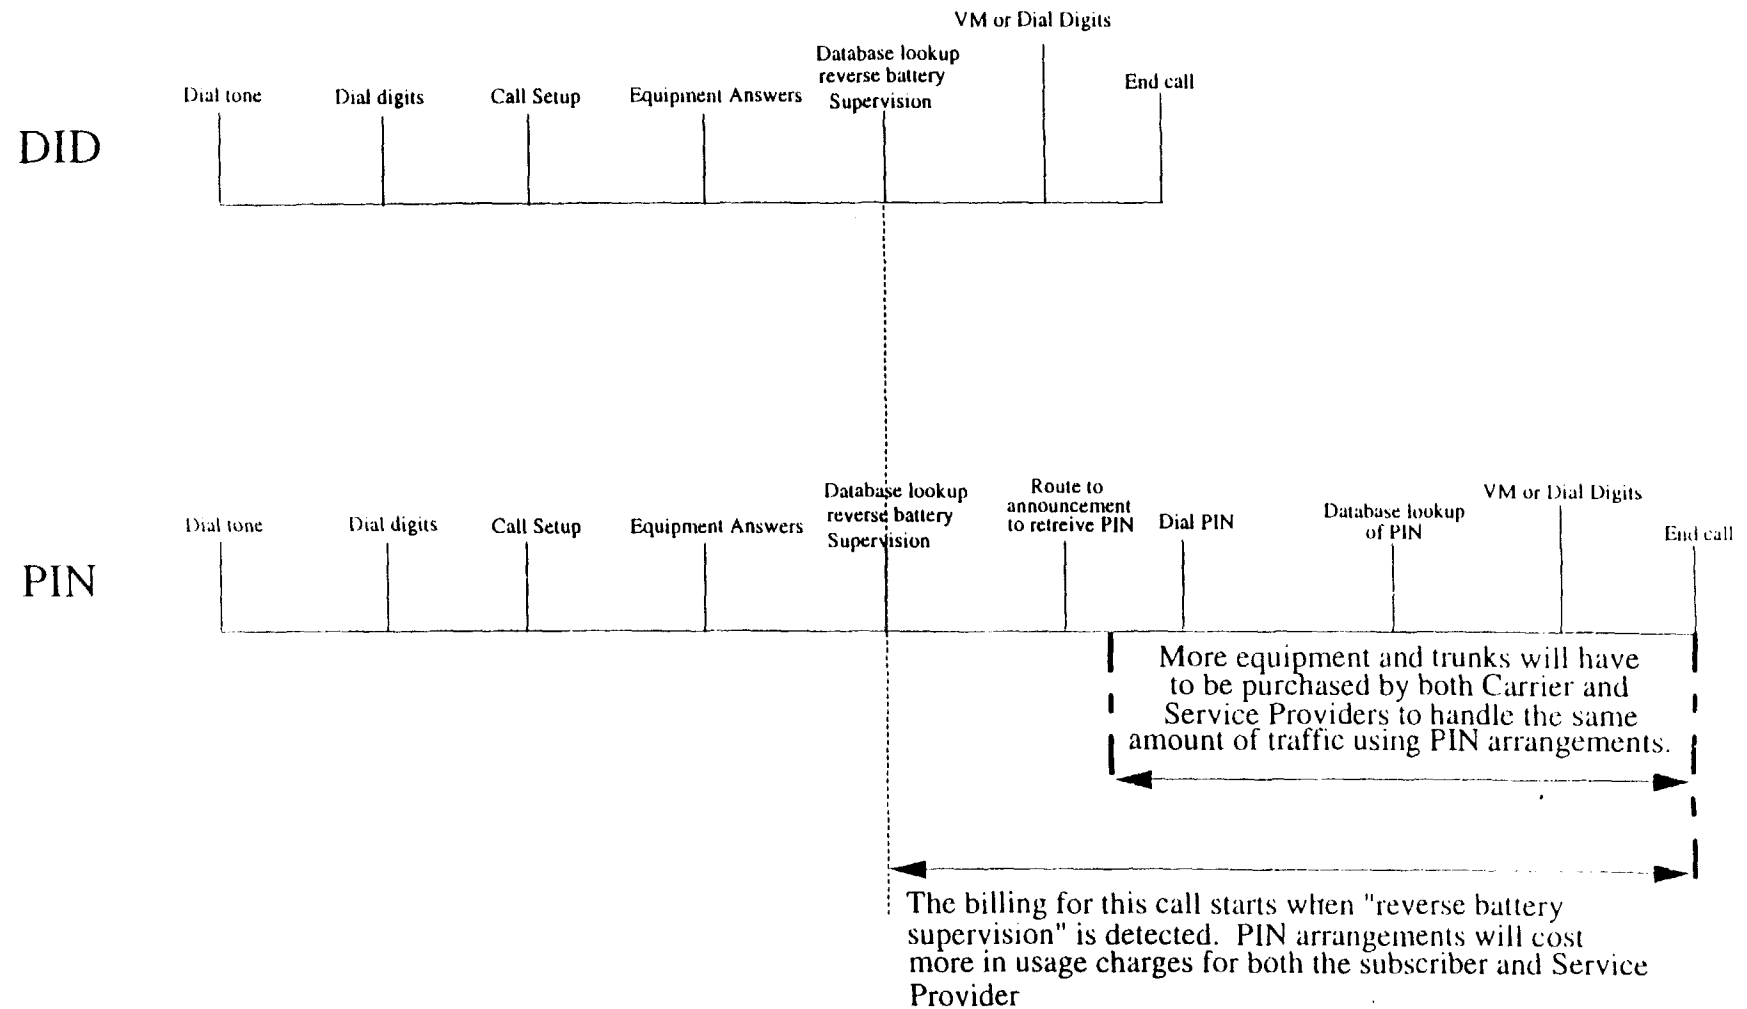 VM or Dial Digits
Database lookup
reverse battery
Supervision
End call
Dial tone
Dial digits
Call Setup
Equipment Answers
DID
Database lookup
reverse battery
Supervision
Route to
announcement
to retreive PIN
Dial PIN
Database lookup
of PIN
VM or Dial Digits
End call
Dial tone
Dial digits
Call Setup
Equipment Answers
PIN
More equipment and trunks will have
to be purchased by both Carrier and
Service Providers to handle the same
amount of traffic using PIN arrangements.
The billing for this call starts when "reverse battery
supervision" is detected. PIN arrangements will cost
more in usage charges for both the subscriber and Service
Provider